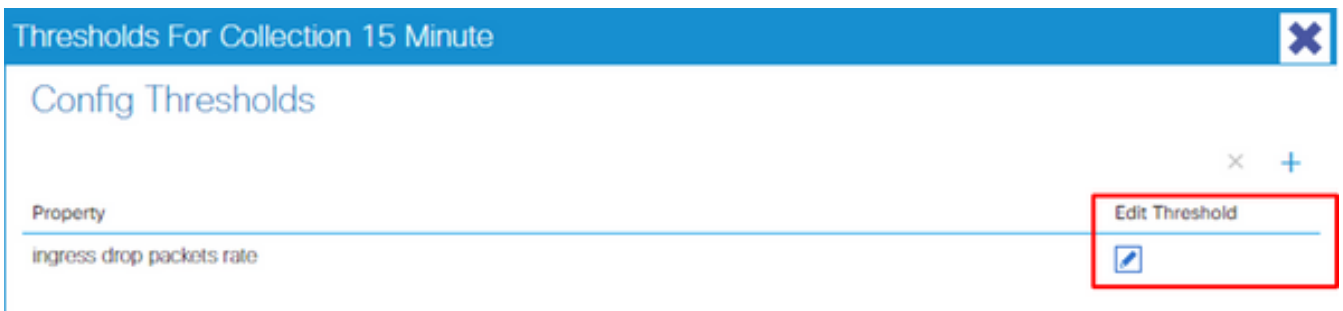 Thresholds For Collection 15 Minute
Config Thresholds
Property Edit Threshold
ingress drop packets rate